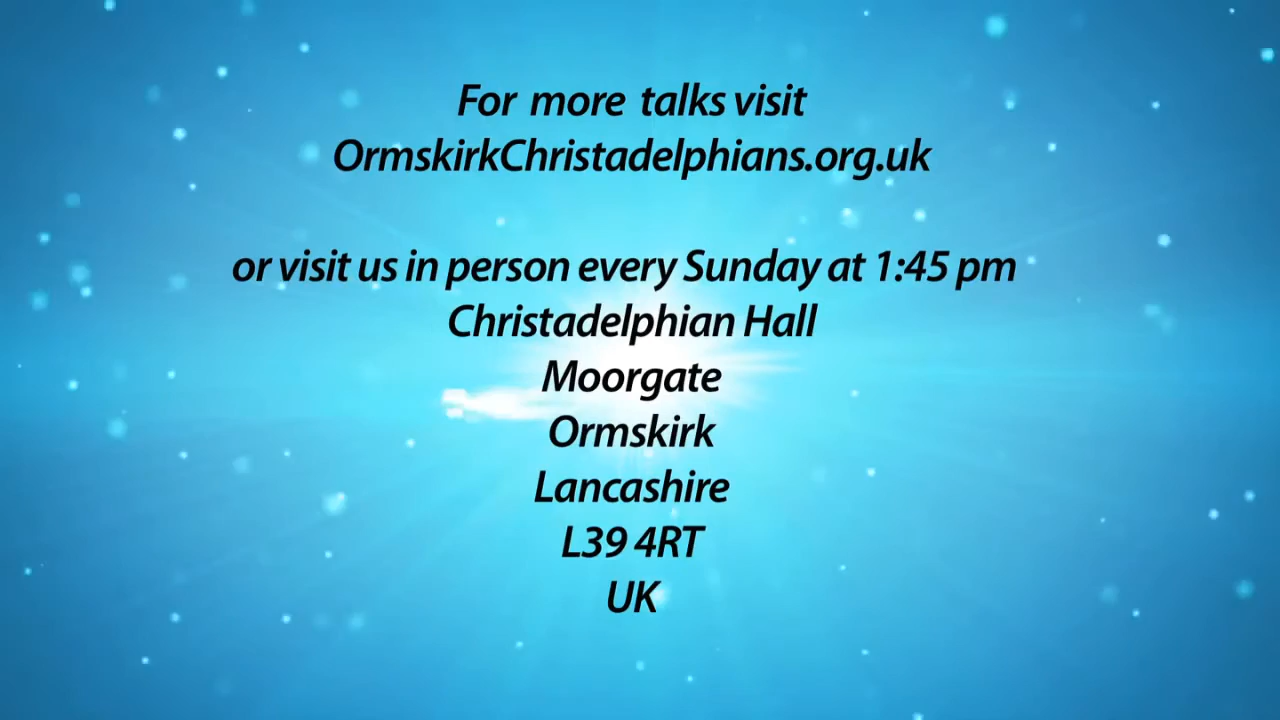 For more talks visit
OrmskirkChristadelphians.org.uk
or visit us in person every Sunday at 1:45 pm
Christadelphian Hall
Moorgate
Ormskirk
Lancashire
L39 4RT
UK